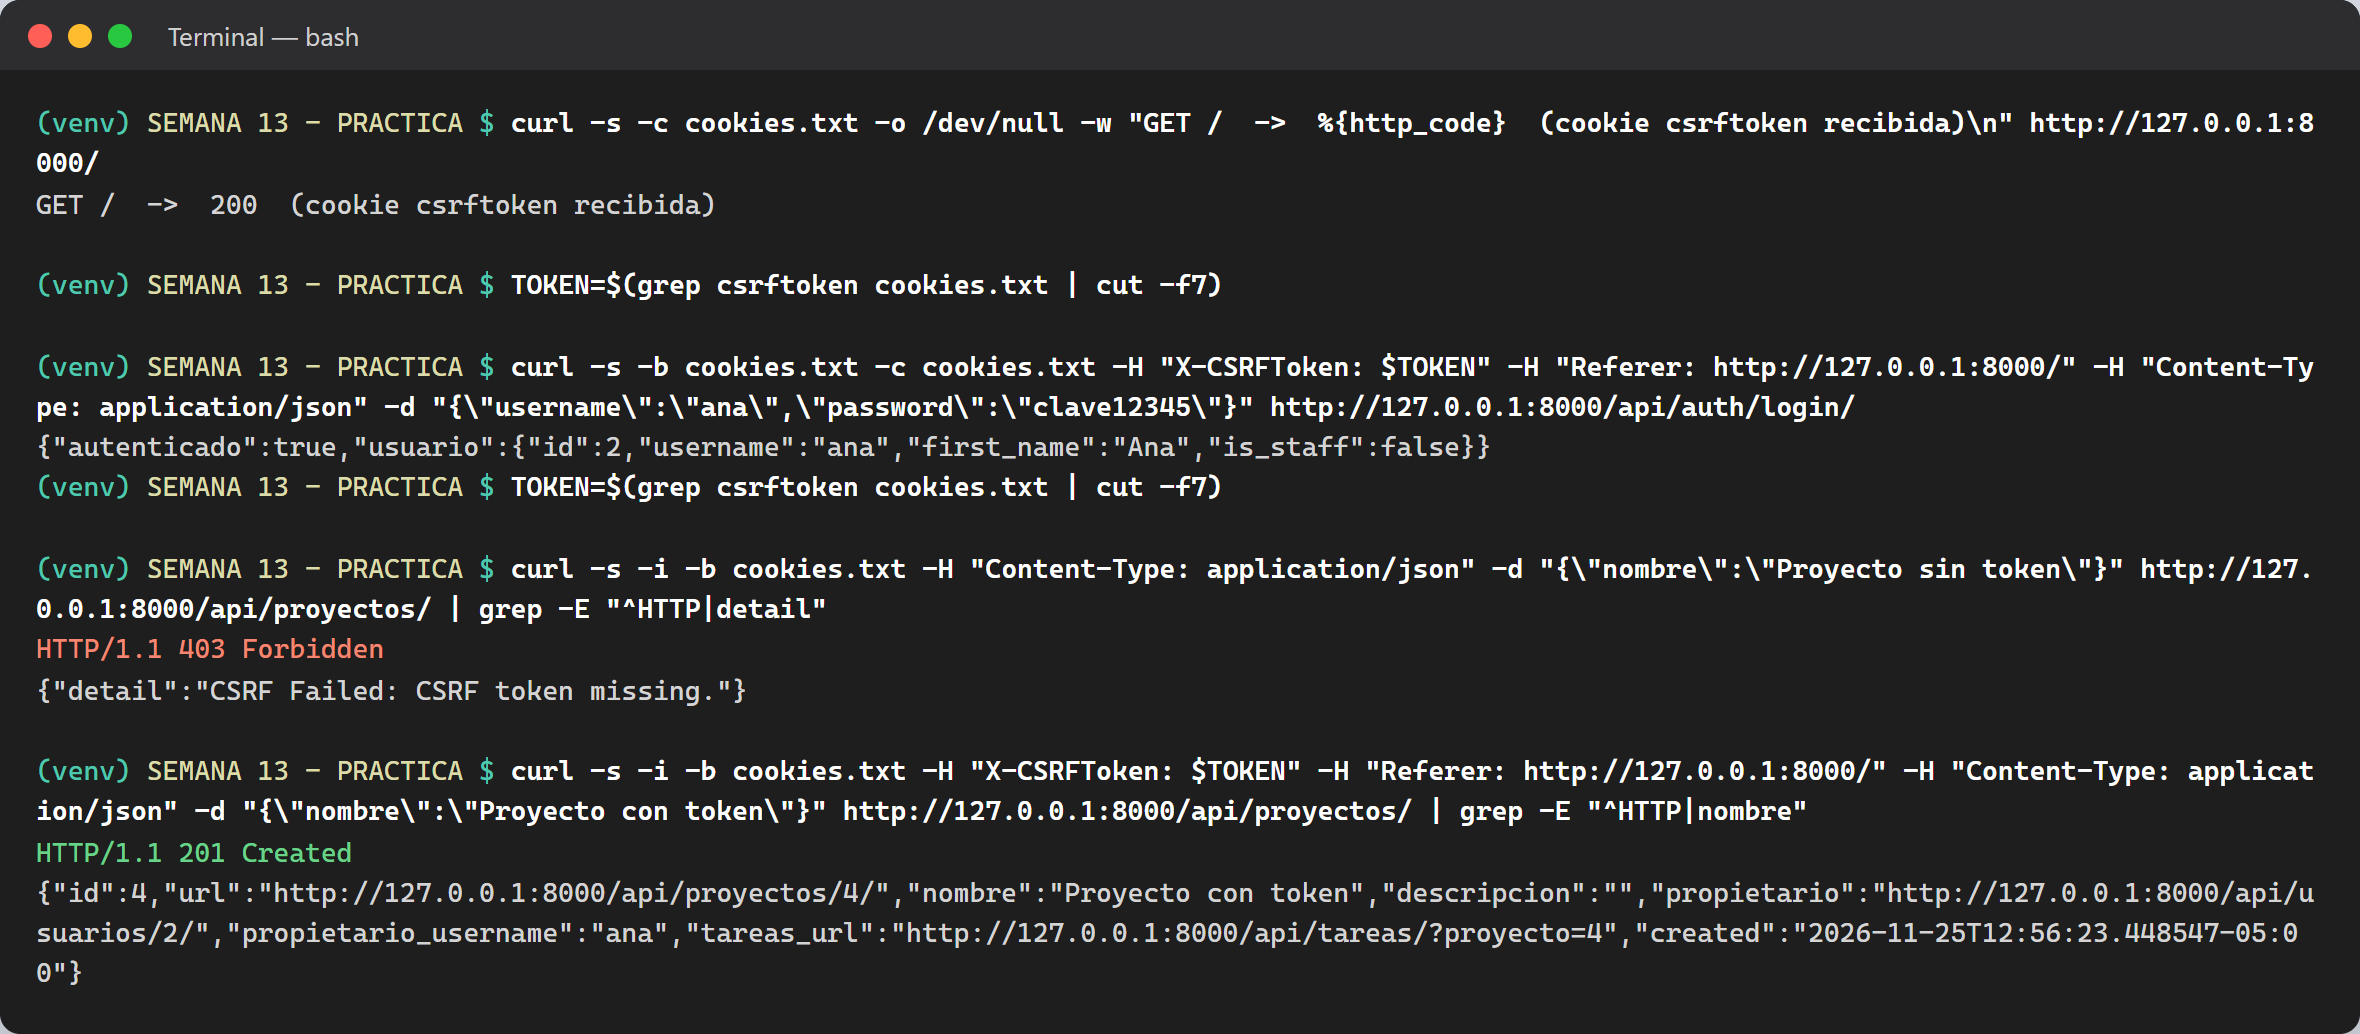 Terminal — bash
(venv) SEMANA 13 - PRACTICA $ curl -s -c cookies.txt -o /dev/null -w "GET /  ->  %{http_code}  (cookie csrftoken recibida)\n" http://127.0.0.1:8
000/
GET /  ->  200  (cookie csrftoken recibida)
(venv) SEMANA 13 - PRACTICA $ TOKEN=$(grep csrftoken cookies.txt | cut -f7)
(venv) SEMANA 13 - PRACTICA $ curl -s -b cookies.txt -c cookies.txt -H "X-CSRFToken: $TOKEN" -H "Referer: http://127.0.0.1:8000/" -H "Content-Ty
pe: application/json" -d "{\"username\":\"ana\",\"password\":\"clave12345\"}" http://127.0.0.1:8000/api/auth/login/
{"autenticado":true,"usuario":{"id":2,"username":"ana","first_name":"Ana","is_staff":false}}
(venv) SEMANA 13 - PRACTICA $ TOKEN=$(grep csrftoken cookies.txt | cut -f7)
(venv) SEMANA 13 - PRACTICA $ curl -s -i -b cookies.txt -H "Content-Type: application/json" -d "{\"nombre\":\"Proyecto sin token\"}" http://127.
0.0.1:8000/api/proyectos/ | grep -E "^HTTP|detail"
HTTP/1.1 403 Forbidden
{"detail":"CSRF Failed: CSRF token missing."}
(venv) SEMANA 13 - PRACTICA $ curl -s -i -b cookies.txt -H "X-CSRFToken: $TOKEN" -H "Referer: http://127.0.0.1:8000/" -H "Content-Type: applicat
ion/json" -d "{\"nombre\":\"Proyecto con token\"}" http://127.0.0.1:8000/api/proyectos/ | grep -E "^HTTP|nombre"
HTTP/1.1 201 Created
{"id":4,"url":"http://127.0.0.1:8000/api/proyectos/4/","nombre":"Proyecto con token","descripcion":"","propietario":"http://127.0.0.1:8000/api/u
suarios/2/","propietario_username":"ana","tareas_url":"http://127.0.0.1:8000/api/tareas/?proyecto=4","created":"2026-11-25T12:56:23.448547-05:0
0"}